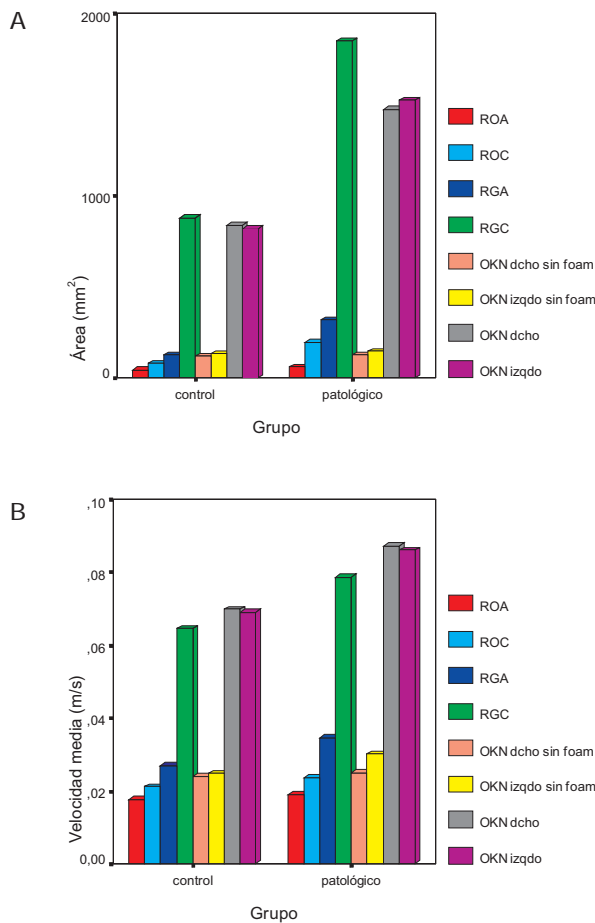 A
2000
1000
0
Área (mm²)
control
patológico
Grupo
ROA
ROC
RGA
RGC
OKN dcho sin foam
OKN izqdo sin foam
OKN dcho
OKN izqdo
B
,10
,08
,06
,04
,02
0,00
Velocidad media (m/s)
control
patológico
Grupo
ROA
ROC
RGA
RGC
OKN dcho sin foam
OKN izqdo sin foam
OKN dcho
OKN izqdo